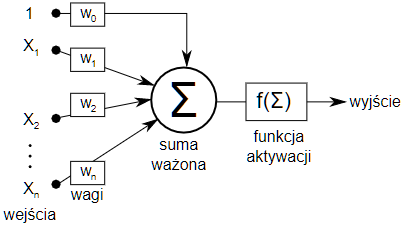 1
W₀
X₁
W₁
W₂
X₂
Xₙ
Wₙ
wejścia
wagi
Σ
suma
ważona
f(Σ)
funkcja
aktywacji
wyjście